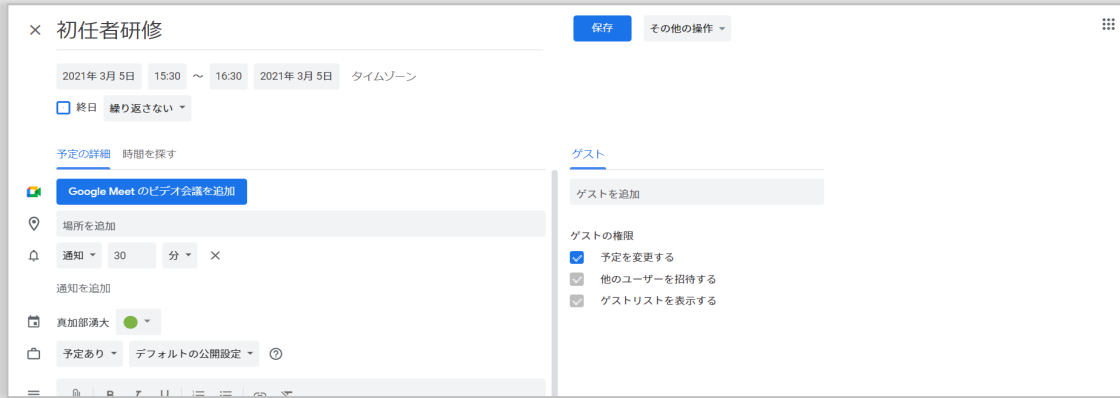 初任者研修
保存
その他の操作
2021年 3月 5日 15:30 ～ 16:30 2021年 3月 5日 タイムゾーン
終日 繰り返さない
予定の詳細 時間を探す
Google Meet のビデオ会議を追加
場所を追加
通知 30 分
通知を追加
真加部湧大
予定あり デフォルトの公開設定
B I U
ゲスト
ゲストを追加
ゲストの権限
予定を変更する
他のユーザーを招待する
ゲストリストを表示する